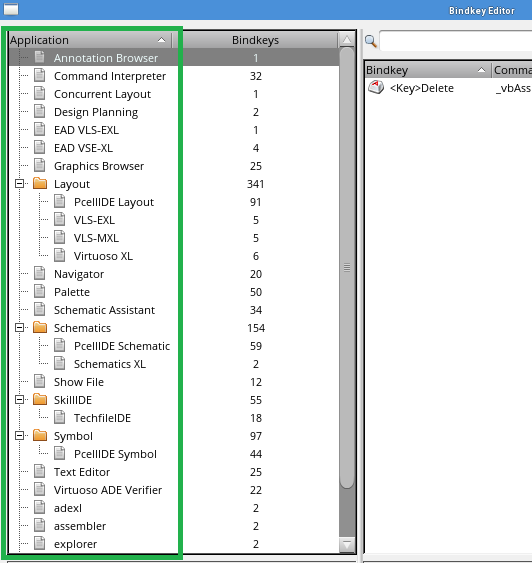 Bindkey Editor
Application Bindkeys
Annotation Browser 1
Command Interpreter 32
Concurrent Layout 1
Design Planning 2
EAD VLS-EXL 1
EAD VSE-XL 4
Graphics Browser 25
Layout 341
PcellIDE Layout 91
VLS-EXL 5
VLS-MXL 5
Virtuoso XL 6
Navigator 20
Palette 50
Schematic Assistant 34
Schematics 154
PcellIDE Schematic 59
Schematics XL 2
Show File 12
SkillIDE 55
TechfileIDE 18
Symbol 97
PcellIDE Symbol 44
Text Editor 25
Virtuoso ADE Verifier 22
adexl 2
assembler 2
explorer 2
Bindkey Comma
<Key>Delete _vbAss